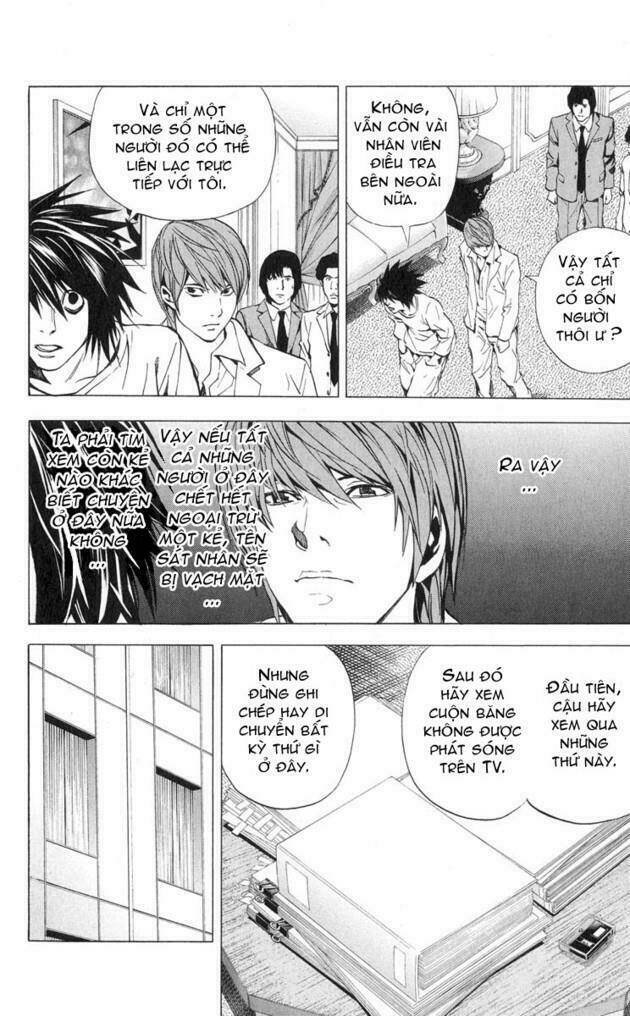 VẬY TẤT
CẢ CHỈ
CÓ BỐN
NGƯỜI
THÔI Ư?
KHÔNG,
VẪN CÒN VÀI
NHÂN VIÊN
ĐIỀU TRA
BÊN NGOÀI
NỮA.
VÀ CHỈ MỘT
TRONG SỐ NHỮNG
NGƯỜI ĐÓ CÓ THỂ
LIÊN LẠC TRỰC
TIẾP VỚI TÔI.
RA VẬY
...
VẬY NẾU TẤT
CẢ NHỮNG
NGƯỜI Ở ĐÂY
CHẾT HẾT
NGOẠI TRỪ
MỘT KẺ, TÊN
SÁT NHÂN SẼ
BỊ VẠCH MẶT
...
TA PHẢI TÌM
XEM CÒN KẺ
NÀO KHÁC
BIẾT CHUYỆN
Ở ĐÂY NỮA
KHÔNG
...
ĐẦU TIÊN,
CẬU HÃY
XEM QUA
NHỮNG
THỨ NÀY.
SAU ĐÓ
HÃY XEM
CUỘN BĂNG
KHÔNG ĐƯỢC
PHÁT SÓNG
TRÊN TV.
NHƯNG
ĐỪNG GHI
CHÉP HAY DI
CHUYỂN BẤT
KỲ THỨ GÌ
Ở ĐÂY.